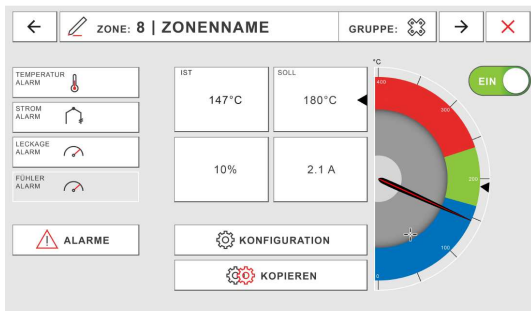 ZONE: 8 | ZONENNAME
GRUPPE:
TEMPERATUR
ALARM
STROM
ALARM
LECKAGE
ALARM
FÜHLER
ALARM
ALARME
IST
147°C
SOLL
180°C
10%
2.1 A
KONFIGURATION
KOPIEREN
°C
400
300
200
100
0
EIN